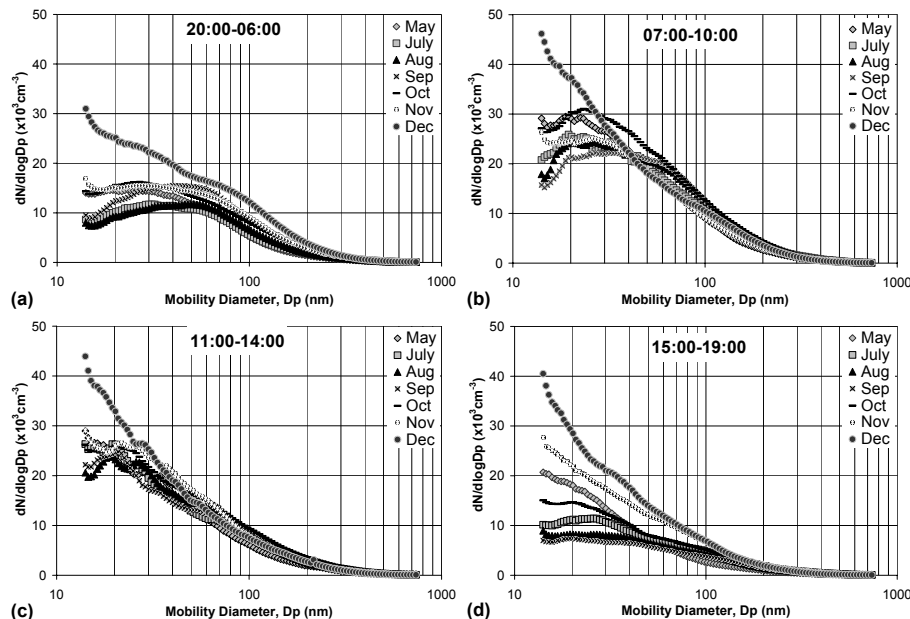 20:00-06:00
May
July
Aug
Sep
Oct
Nov
Dec
dN/dlogDp (x10³cm⁻³)
50
40
30
20
10
0
10
100
1000
Mobility Diameter, Dp (nm)
(a)
07:00-10:00
May
July
Aug
Sep
Oct
Nov
Dec
dN/dlogDp (x10³cm⁻³)
50
40
30
20
10
0
10
100
1000
Mobility Diameter, Dp (nm)
(b)
11:00-14:00
May
July
Aug
Sep
Oct
Nov
Dec
dN/dlogDp (x10³cm⁻³)
50
40
30
20
10
0
10
100
1000
Mobility Diameter, Dp (nm)
(c)
15:00-19:00
May
July
Aug
Sep
Oct
Nov
Dec
dN/dlogDp (x10³cm⁻³)
50
40
30
20
10
0
10
100
1000
Mobility Diameter, Dp (nm)
(d)